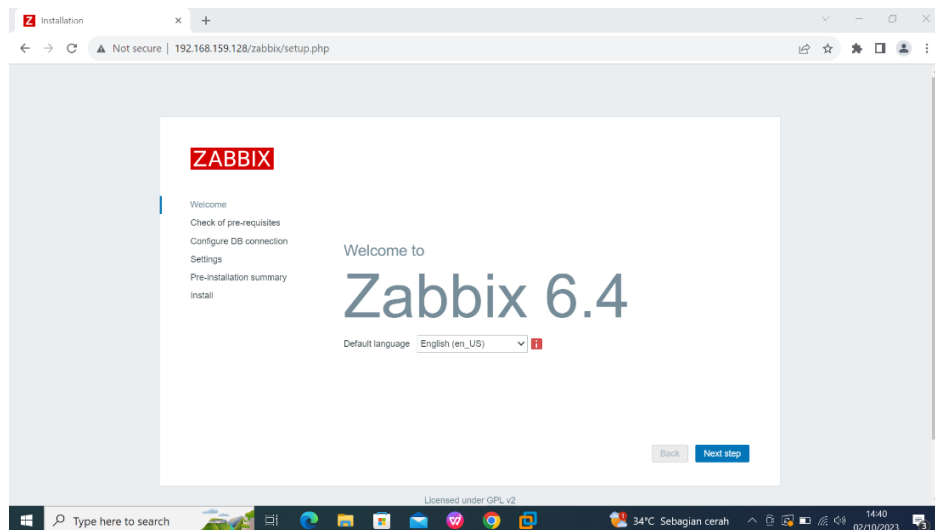 Z Installation
Not secure | 192.168.159.128/zabbix/setup.php
ZABBIX
Welcome
Check of pre-requisites
Configure DB connection
Settings
Pre-installation summary
Install
Welcome to
Zabbix 6.4
Default language English (en_US) i
Back Next step
Licensed under GPL v2
Type here to search
34°C Sebagian cerah
14:40
02/10/2023
3